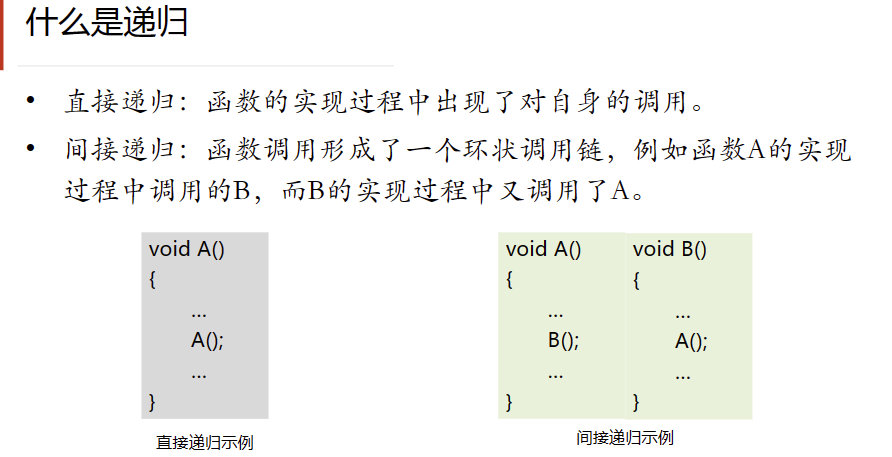 什么是递归
• 直接递归：函数的实现过程中出现了对自身的调用。
• 间接递归：函数调用形成了一个环状调用链，例如函数A的实现
过程中调用的B，而B的实现过程中又调用了A。
void A()
{
...
A();
...
}
直接递归示例
void A()
{
...
B();
...
}
void B()
{
...
A();
...
}
间接递归示例